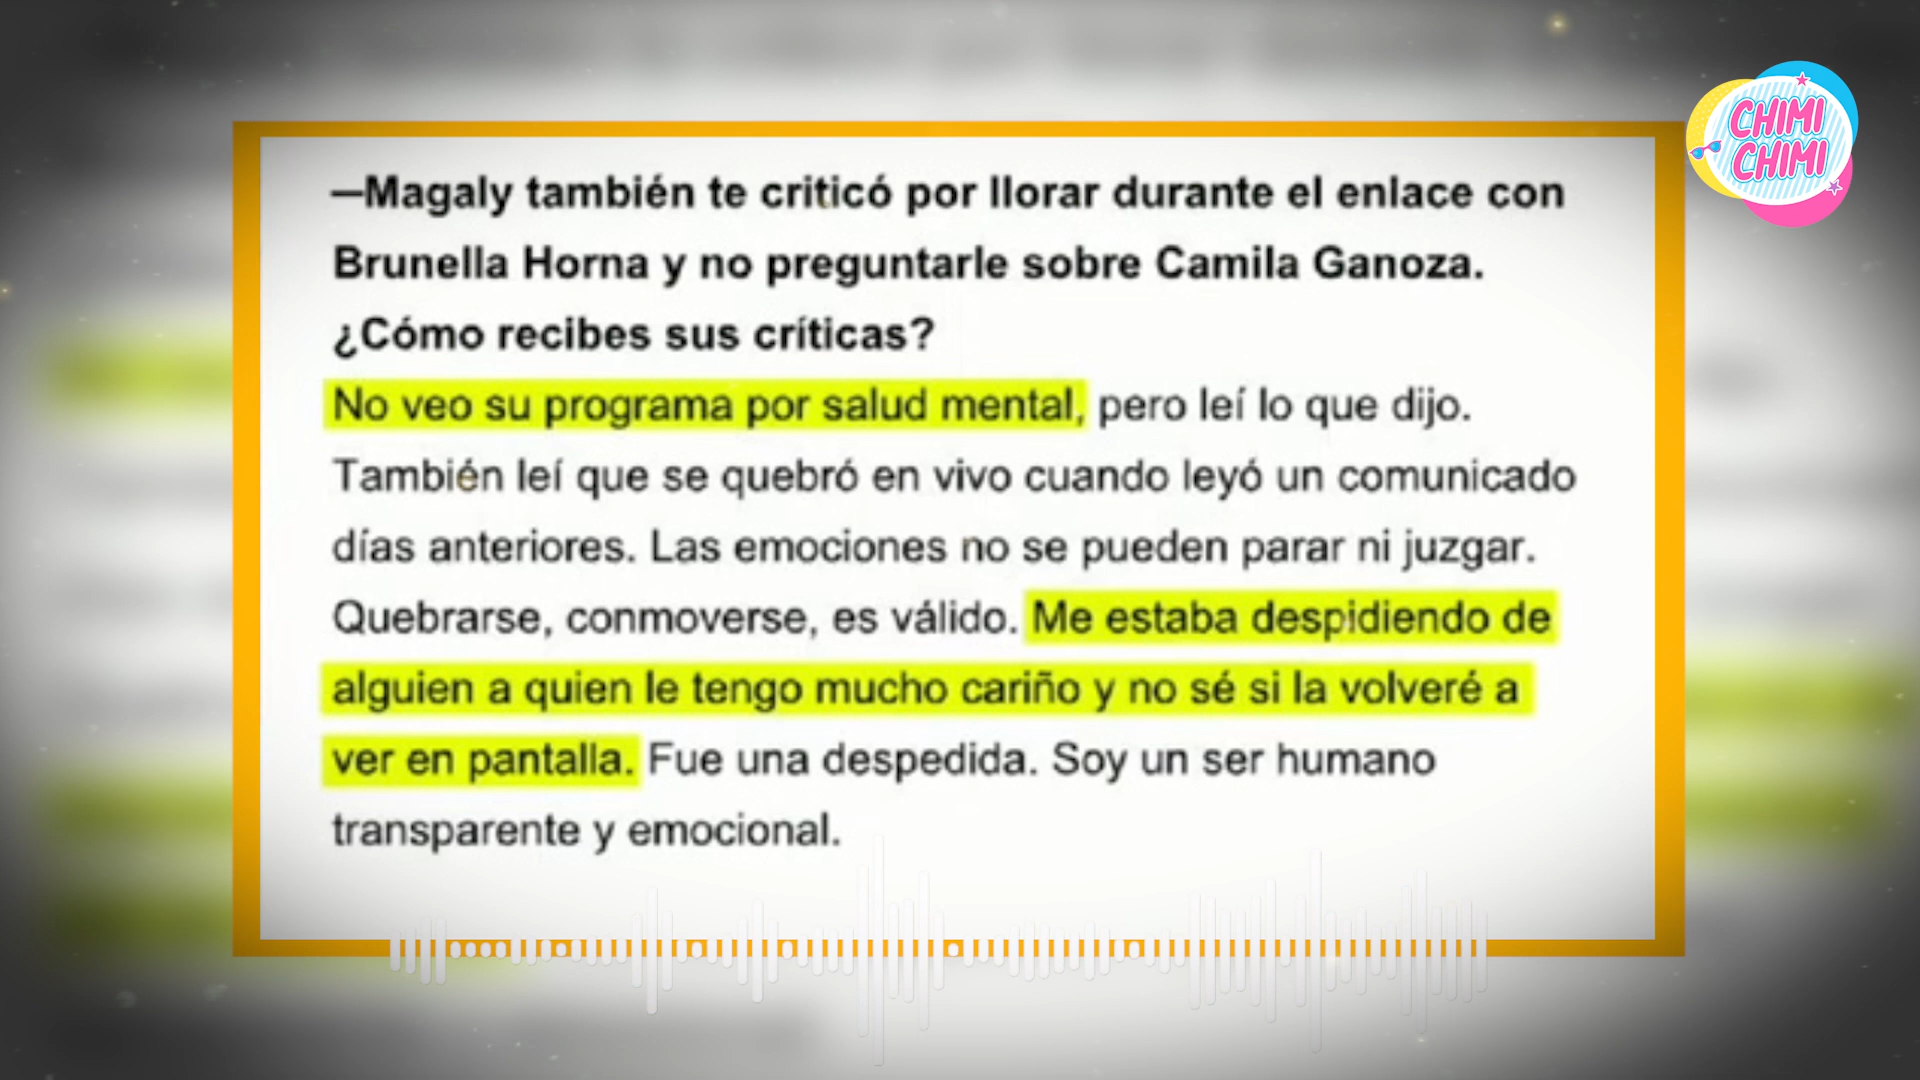 CHIMI
CHIMI
—Magaly también te criticó por llorar durante el enlace con
Brunella Horna y no preguntarle sobre Camila Ganoza.
¿Cómo recibes sus críticas?
No veo su programa por salud mental, pero leí lo que dijo.
También leí que se quebró en vivo cuando leyó un comunicado
días anteriores. Las emociones no se pueden parar ni juzgar.
Quebrarse, conmoverse, es válido. Me estaba despidiendo de
alguien a quien le tengo mucho cariño y no sé si la volveré a
ver en pantalla. Fue una despedida. Soy un ser humano
transparente y emocional.